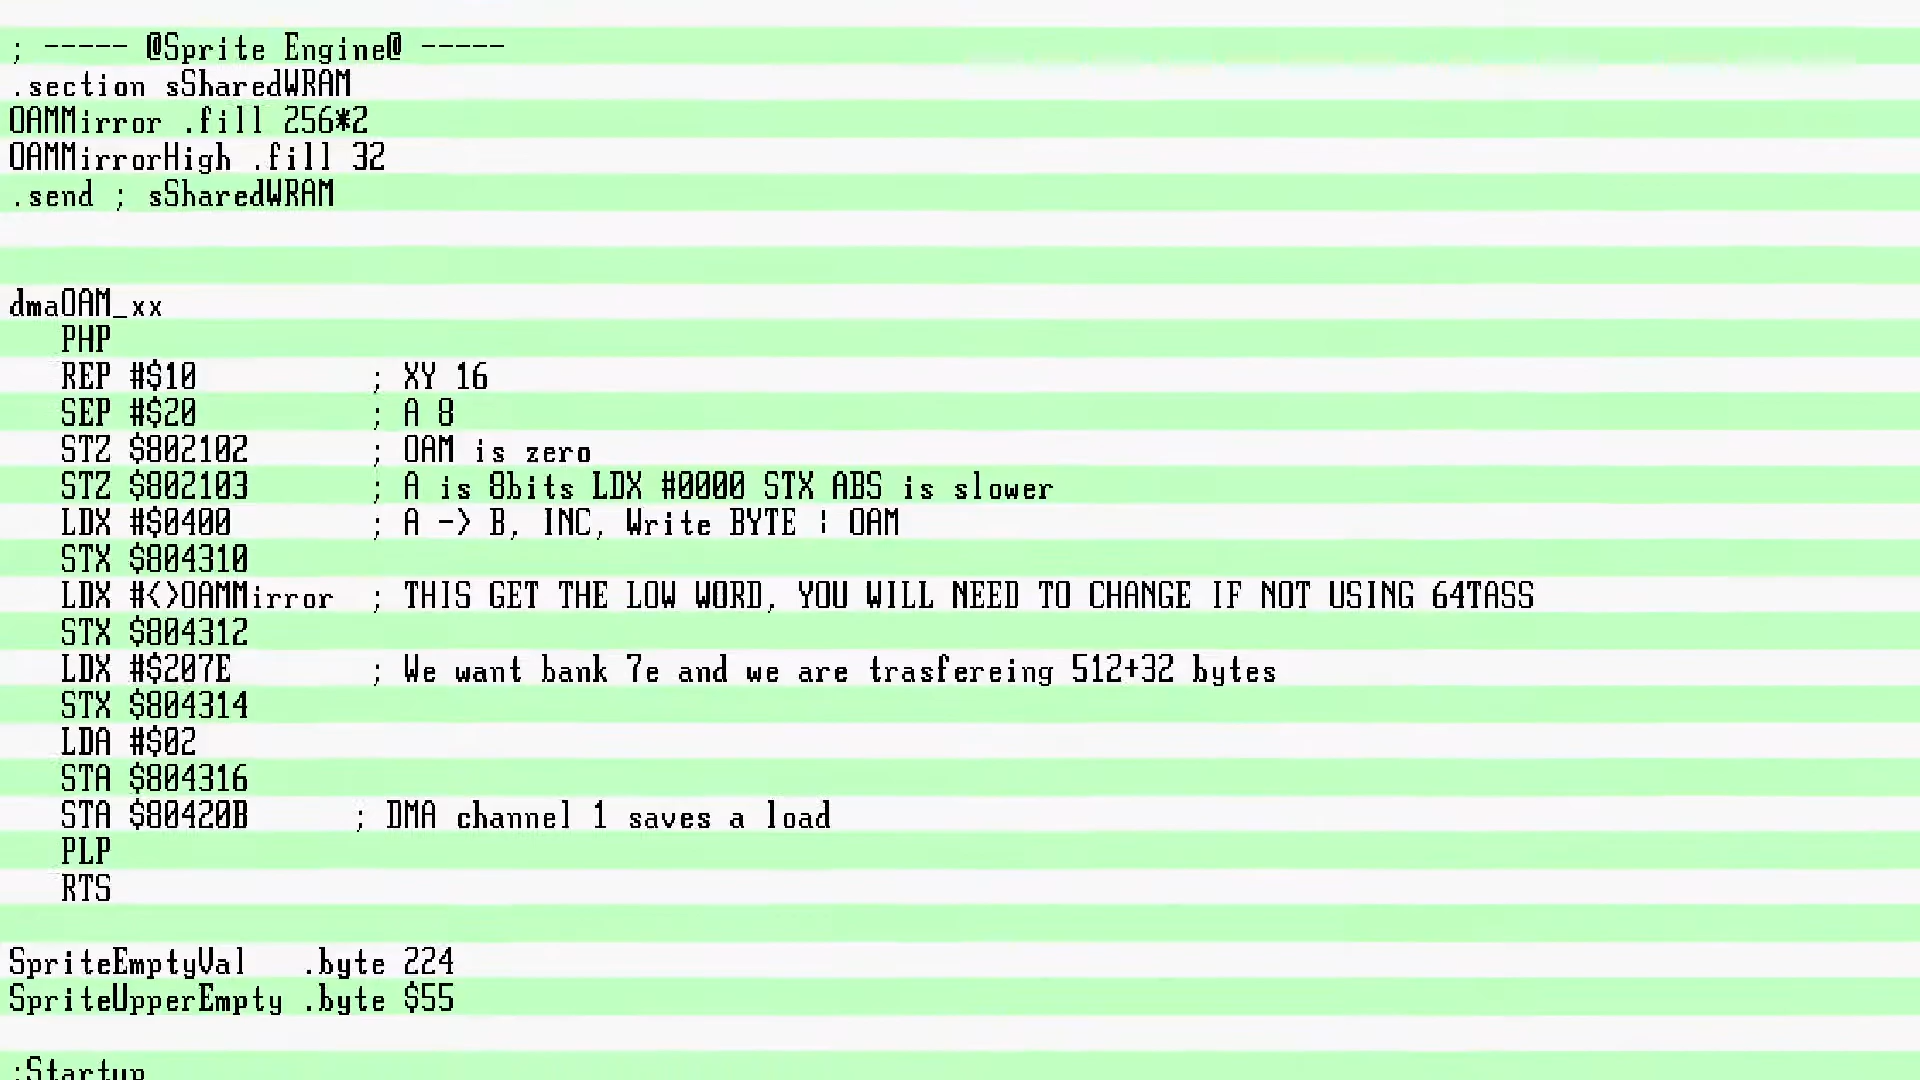 ; ----- @Sprite Engine@ -----
.section sSharedWRAM
OAMMirror .fill 256*2
OAMMirrorHigh .fill 32
.send ; sSharedWRAM
dmaOAM_xx
PHP
REP #$10 ; XY 16
SEP #$20 ; A 8
STZ $802102 ; OAM is zero
STZ $802103 ; A is 8bits LDX #0000 STX ABS is slower
LDX #$0400 ; A -> B, INC, Write BYTE | OAM
STX $804310
LDX #<>OAMMirror ; THIS GET THE LOW WORD, YOU WILL NEED TO CHANGE IF NOT USING 64TASS
STX $804312
LDX #$207E ; We want bank 7e and we are trasfereing 512+32 bytes
STX $804314
LDA #$02
STA $804316
STA $80420B ; DMA channel 1 saves a load
PLP
RTS
SpriteEmptyVal .byte 224
SpriteUpperEmpty .byte $55
;Startup